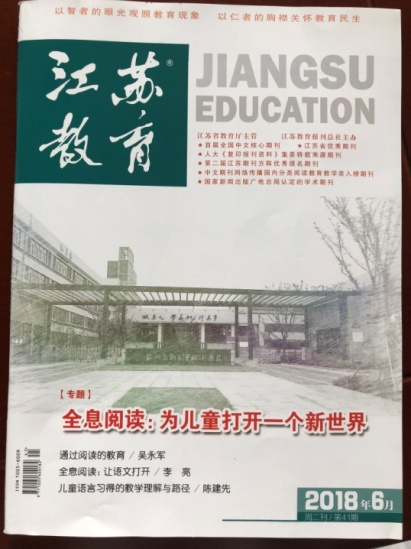 以智者的眼光观照教育现象 以仁者的胸襟关怀教育民生
江苏
教育
®
JIANGSU
EDUCATION
江苏省教育厅主管 江苏教育报刊总社主办
★首届全国中文核心期刊 ★江苏省优秀期刊
★人大《复印报刊资料》重要转载来源期刊
★第二届江苏期刊方阵优秀提名期刊
★中文期刊网络传播国内分类阅读教育教学类入榜期刊
★国家新闻出版广电总局认定的学术期刊
【专题】
全息阅读：为儿童打开一个新世界
通过阅读的教育 / 吴永军
全息阅读：让语文打开 / 李 亮
儿童语言习得的教学理解与路径 / 陈建先
2018年6月
周二刊 / 第41期